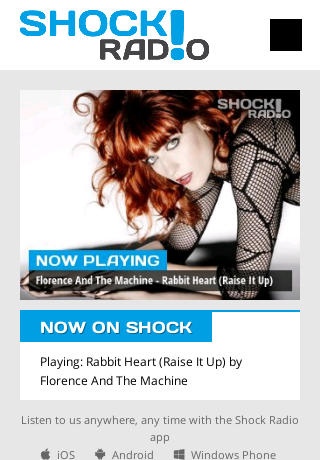 SHOCK!
RADIO
SHOCK!
RADIO
NOW PLAYING
Florence And The Machine - Rabbit Heart (Raise It Up)
NOW ON SHOCK
Playing: Rabbit Heart (Raise It Up) by
Florence And The Machine
Listen to us anywhere, any time with the Shock Radio
app
iOS Android Windows Phone